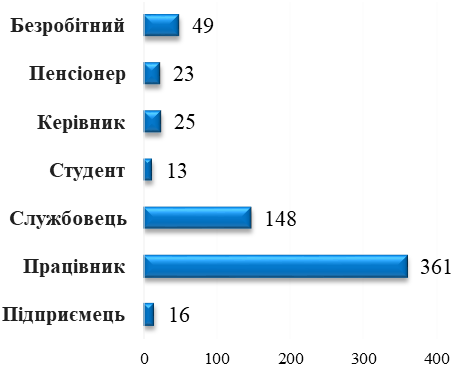 Безробітний 49
Пенсіонер 23
Керівник 25
Студент 13
Службовець 148
Працівник 361
Підприємець 16
0 100 200 300 400